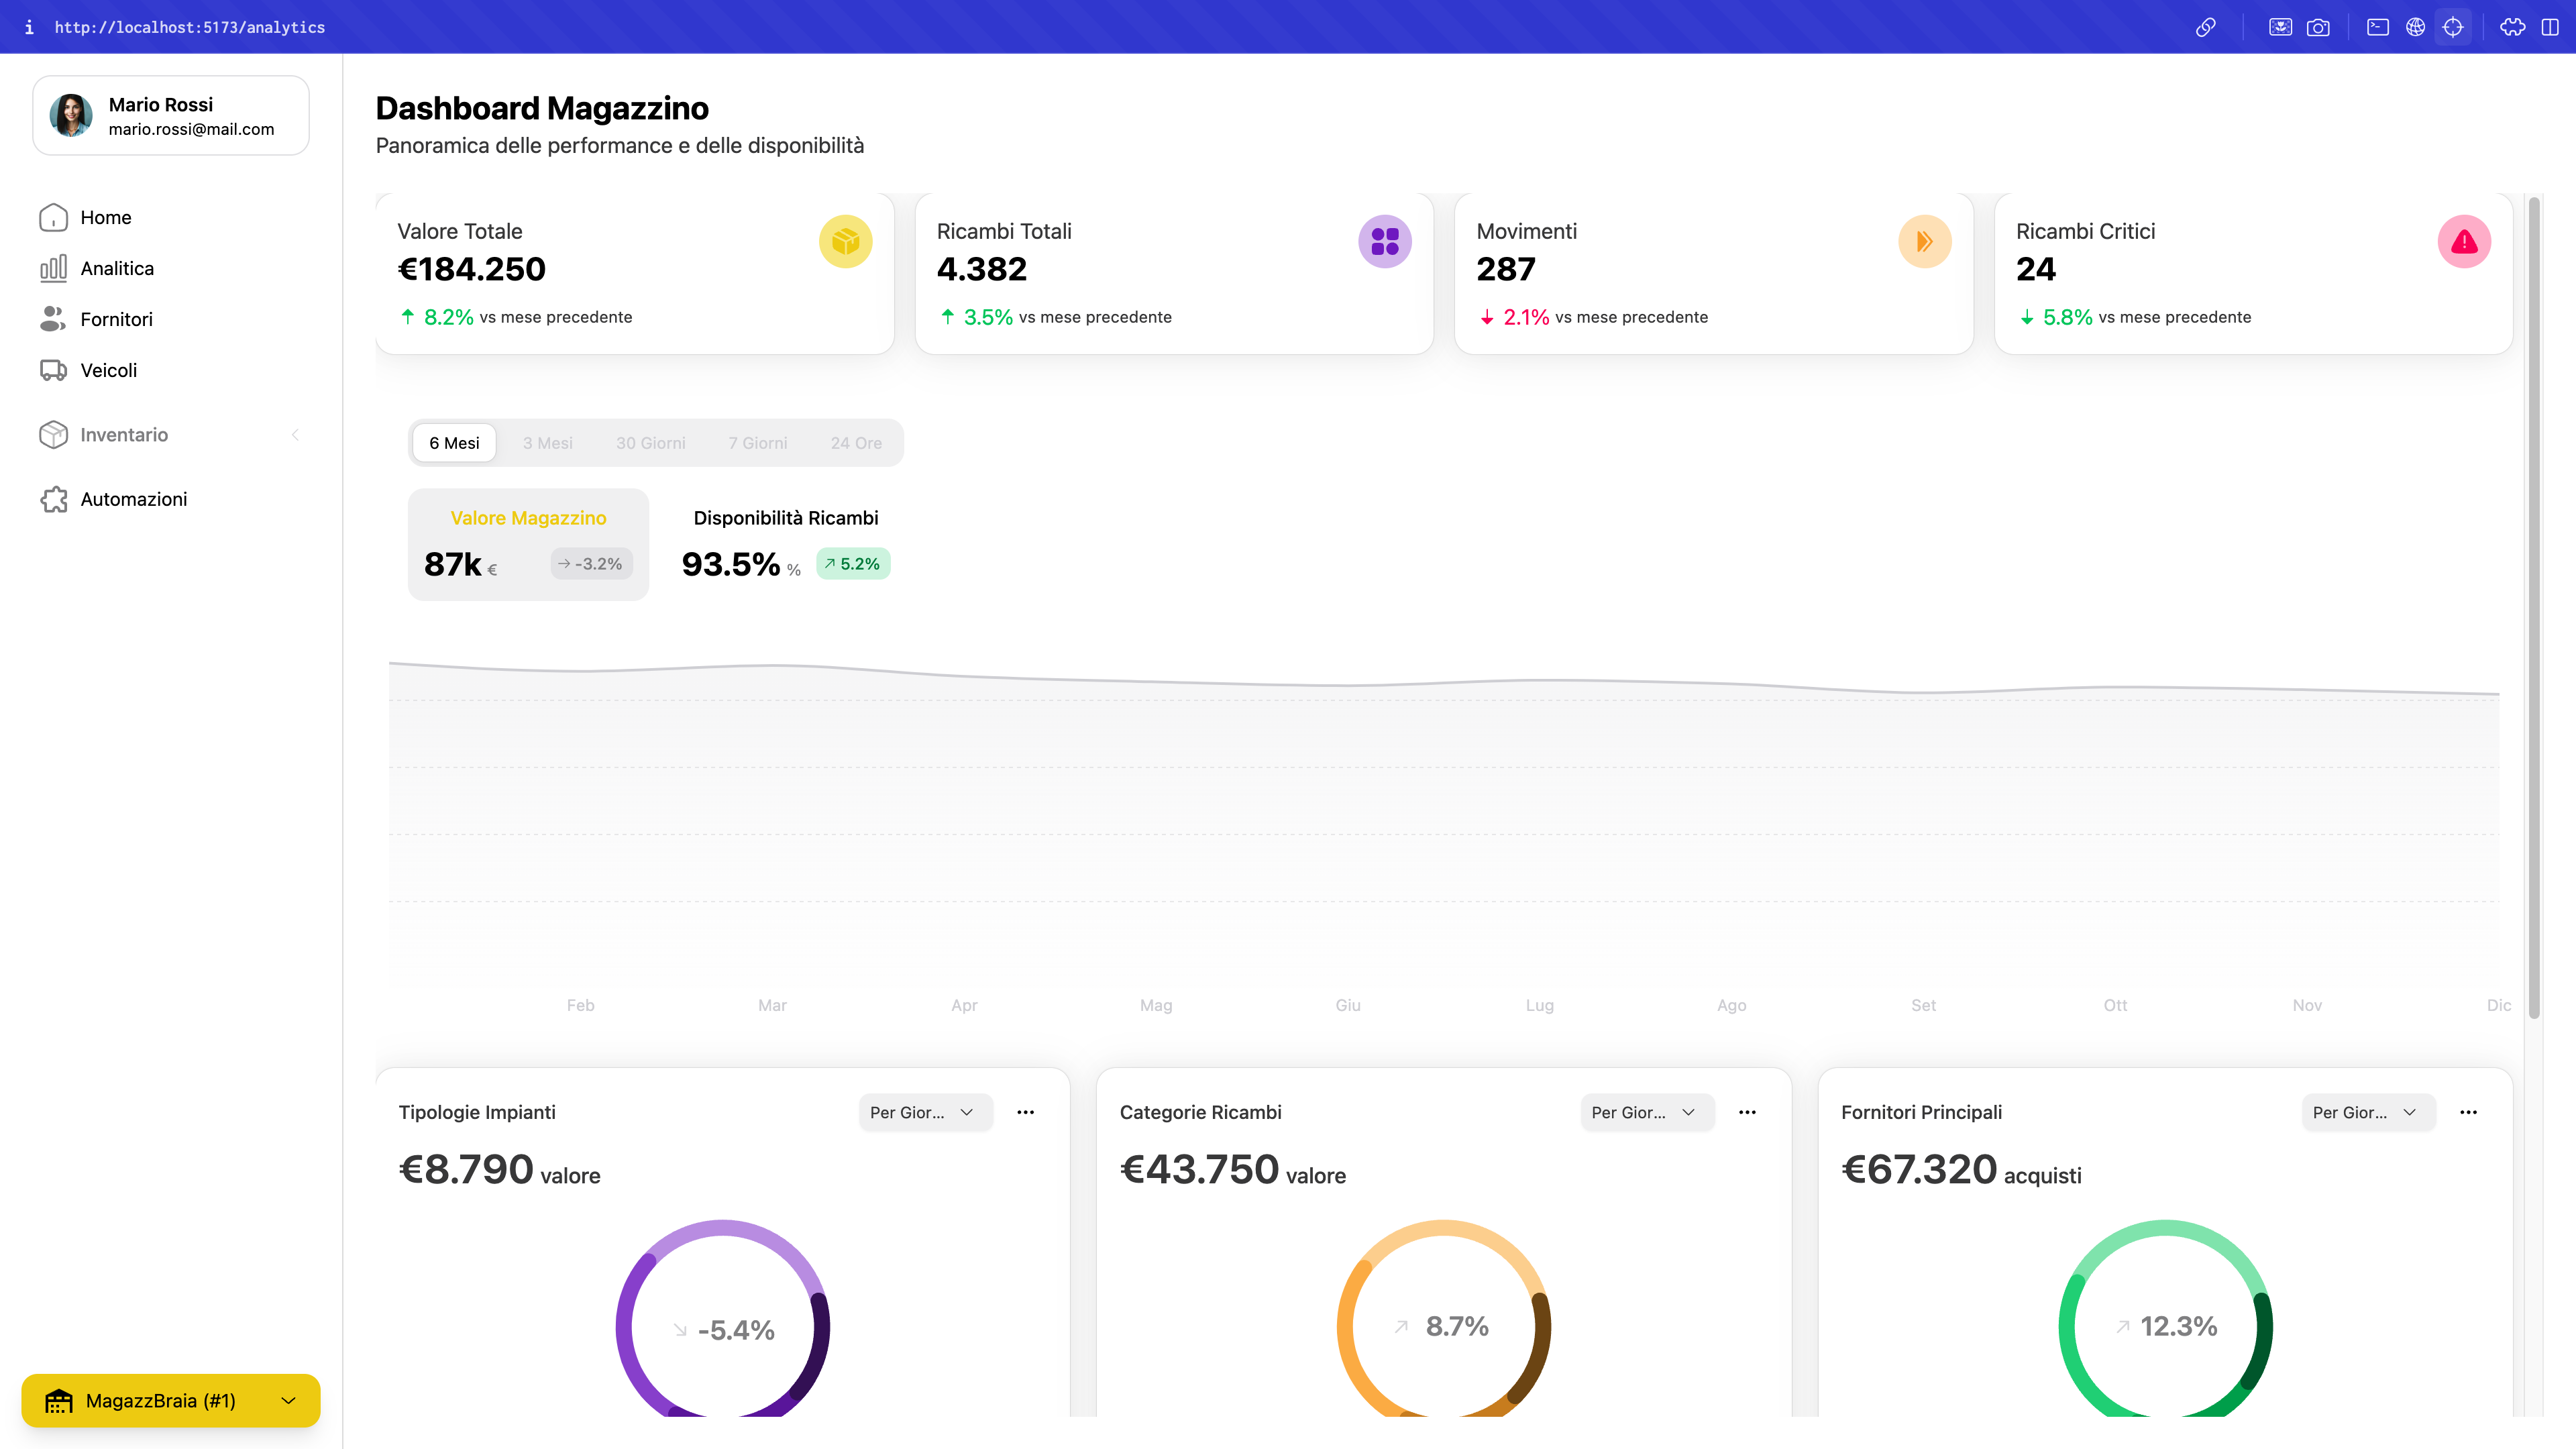 http://localhost:5173/analytics
Mario Rossi
mario.rossi@mail.com
Home
Analitica
Fornitori
Veicoli
Inventario
Automazioni
MagazzBraia (#1)
Dashboard Magazzino
Panoramica delle performance e delle disponibilità
Valore Totale
€184.250
8.2% vs mese precedente
Ricambi Totali
4.382
3.5% vs mese precedente
Movimenti
287
2.1% vs mese precedente
Ricambi Critici
24
5.8% vs mese precedente
6 Mesi 3 Mesi 30 Giorni 7 Giorni 24 Ore
Valore Magazzino
87k € → -3.2%
Disponibilità Ricambi
93.5% % ↗ 5.2%
Feb Mar Apr Mag Giu Lug Ago Set Ott Nov Dic
Tipologie Impianti
Per Gior...
€8.790 valore
-5.4%
Categorie Ricambi
Per Gior...
€43.750 valore
8.7%
Fornitori Principali
Per Gior...
€67.320 acquisti
12.3%